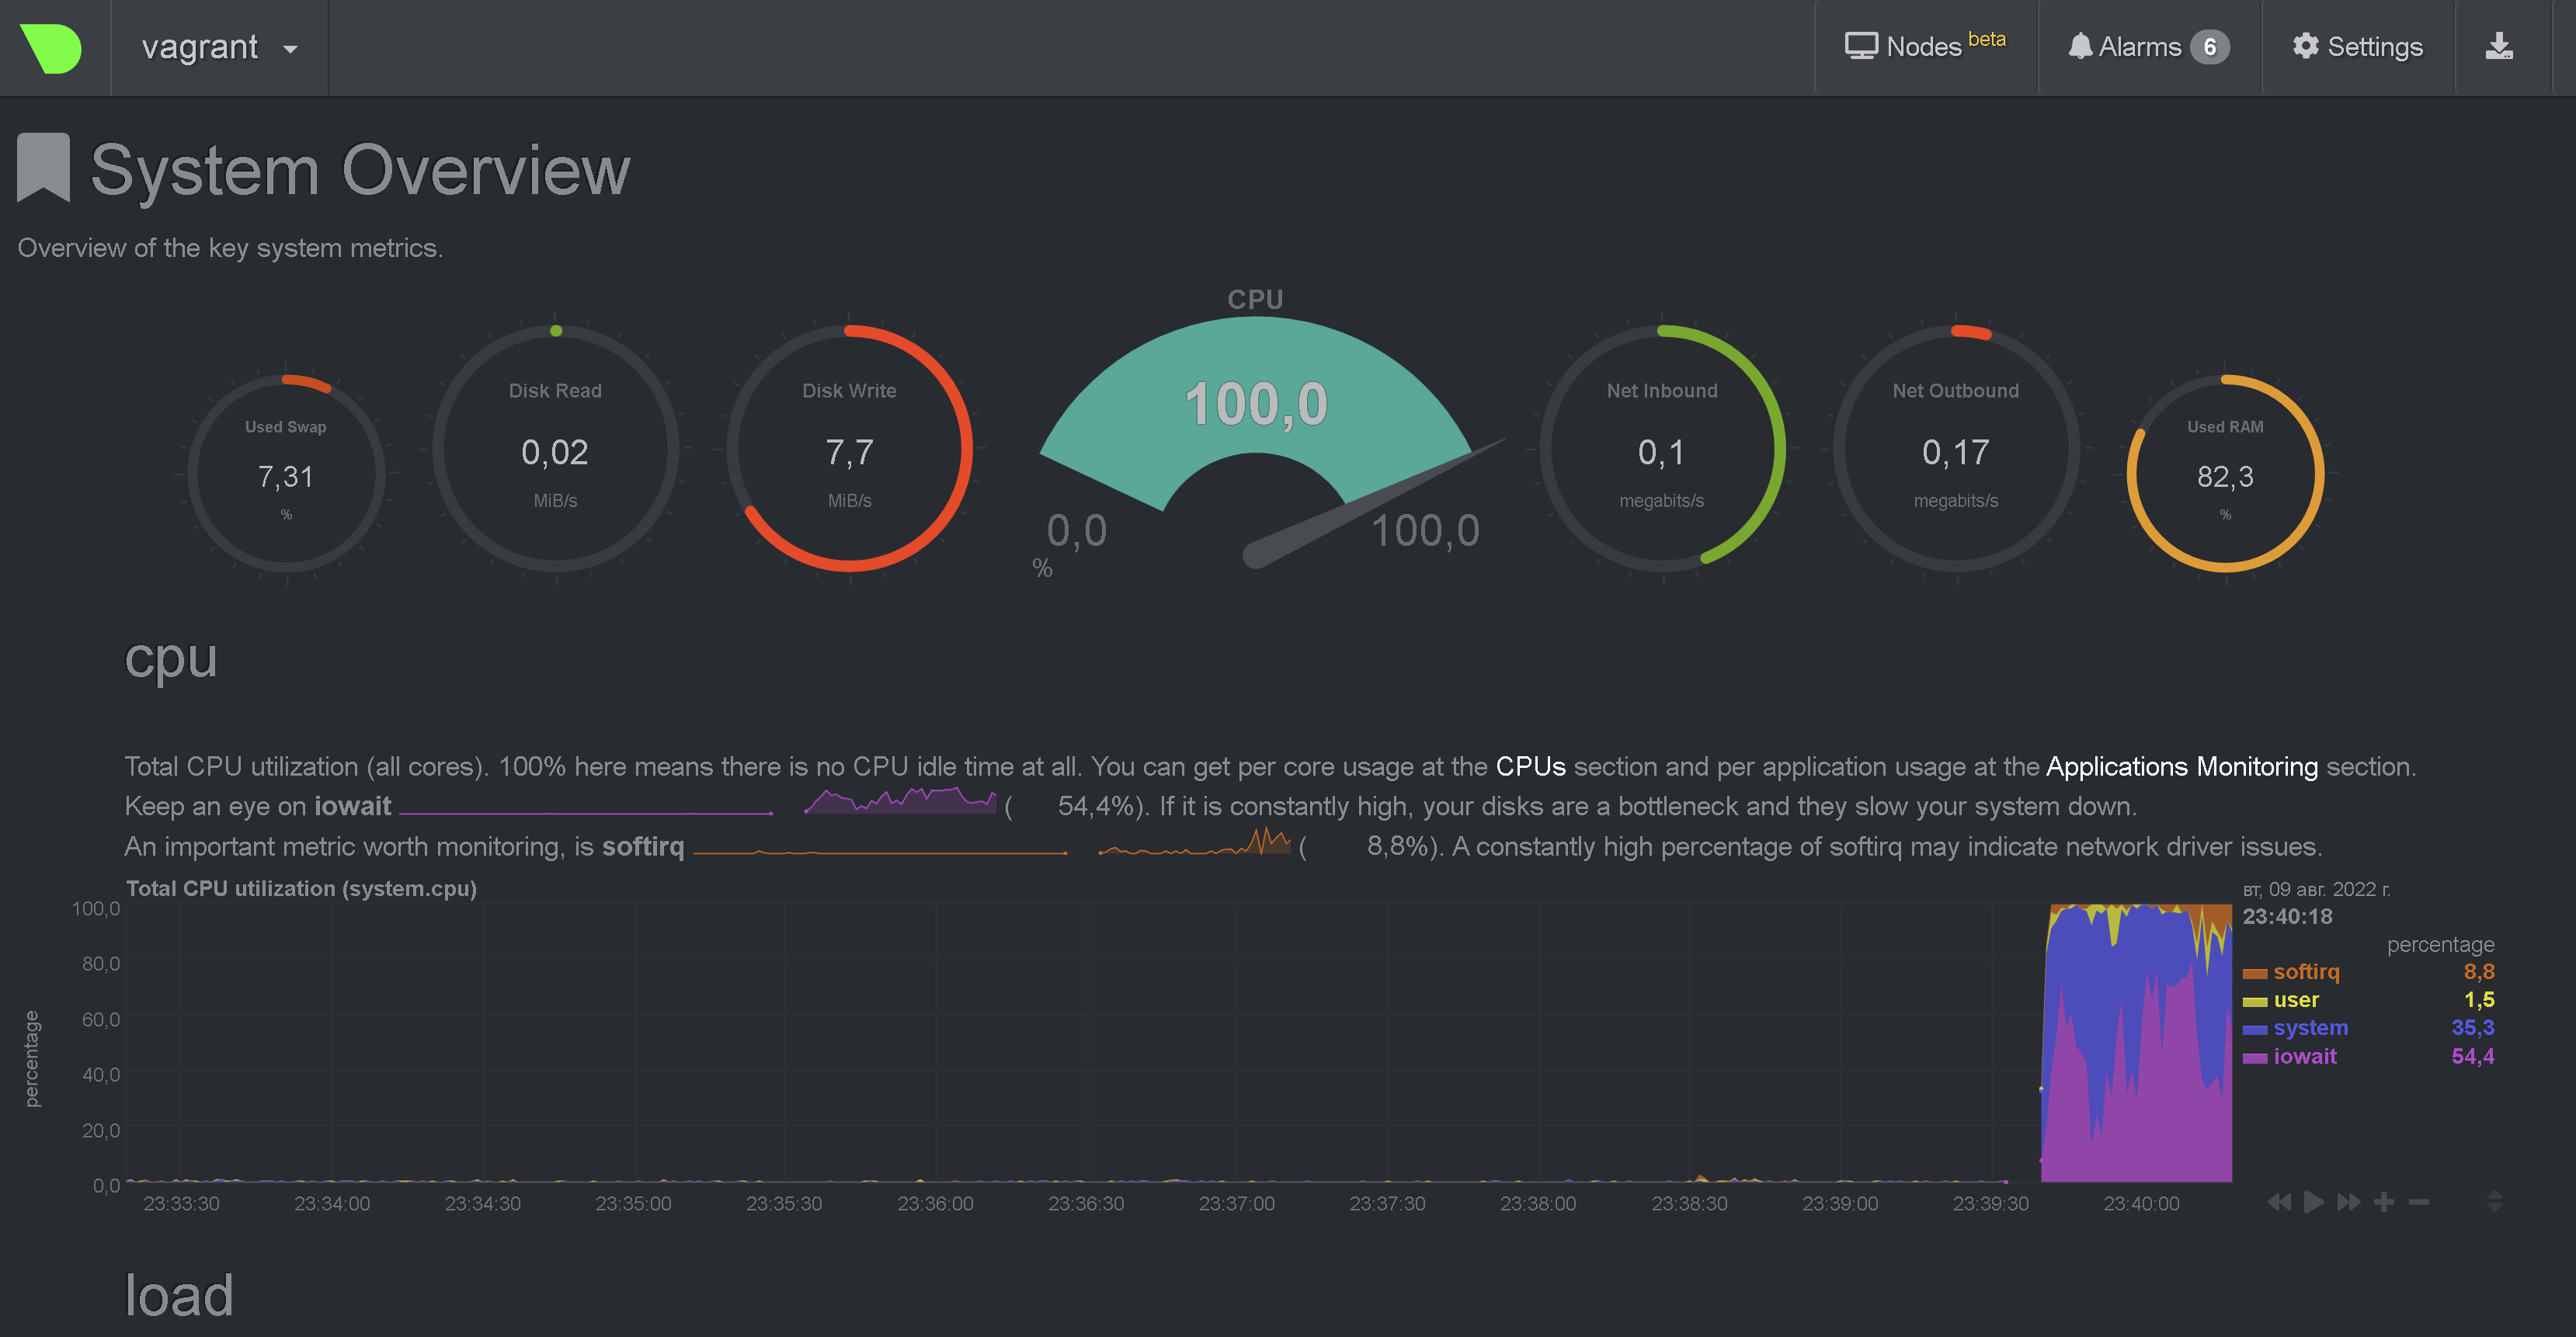 vagrant
Nodes beta
Alarms 6
Settings
System Overview
Overview of the key system metrics.
Used Swap
7,31
%
Disk Read
0,02
MiB/s
Disk Write
7,7
MiB/s
CPU
100,0
0,0
100,0
%
Net Inbound
0,1
megabits/s
Net Outbound
0,17
megabits/s
Used RAM
82,3
%
cpu
Total CPU utilization (all cores). 100% here means there is no CPU idle time at all. You can get per core usage at the CPUs section and per application usage at the Applications Monitoring section.
Keep an eye on iowait ( 54,4%). If it is constantly high, your disks are a bottleneck and they slow your system down.
An important metric worth monitoring, is softirq ( 8,8%). A constantly high percentage of softirq may indicate network driver issues.
Total CPU utilization (system.cpu)
вт, 09 авг. 2022 г.
23:40:18
percentage
softirq 8,8
user 1,5
system 35,3
iowait 54,4
percentage
100,0
80,0
60,0
40,0
20,0
0,0
23:33:30 23:34:00 23:34:30 23:35:00 23:35:30 23:36:00 23:36:30 23:37:00 23:37:30 23:38:00 23:38:30 23:39:00 23:39:30 23:40:00
load